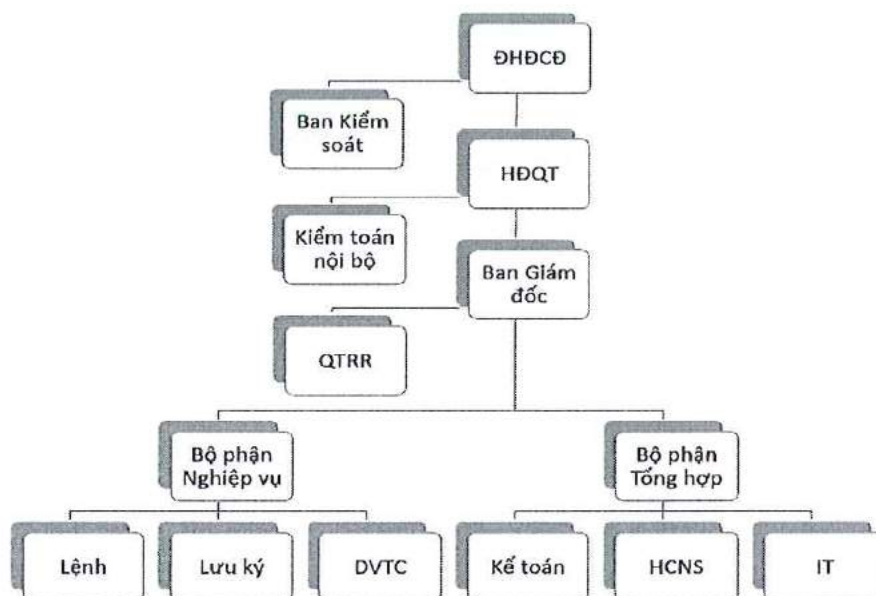 ĐHĐCĐ
Ban Kiểm
soát
HĐQT
Kiểm toán
nội bộ
Ban Giám
đốc
QTRR
Bộ phận
Nghiệp vụ
Bộ phận
Tổng hợp
Lệnh
Lưu ký
DVTC
Kế toán
HCNS
IT